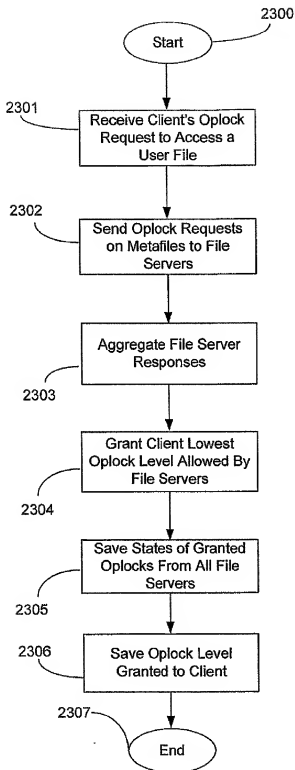 2300
Start
2301
Receive Client's Oplock
Request to Access a
User File
2302
Send Oplock Requests
on Metafiles to File
Servers
Aggregate File Server
Responses
2303
Grant Client Lowest
Oplock Level Allowed By
File Servers
2304
Save States of Granted
Oplocks From All File
Servers
2305
2306
Save Oplock Level
Granted to Client
2307
End